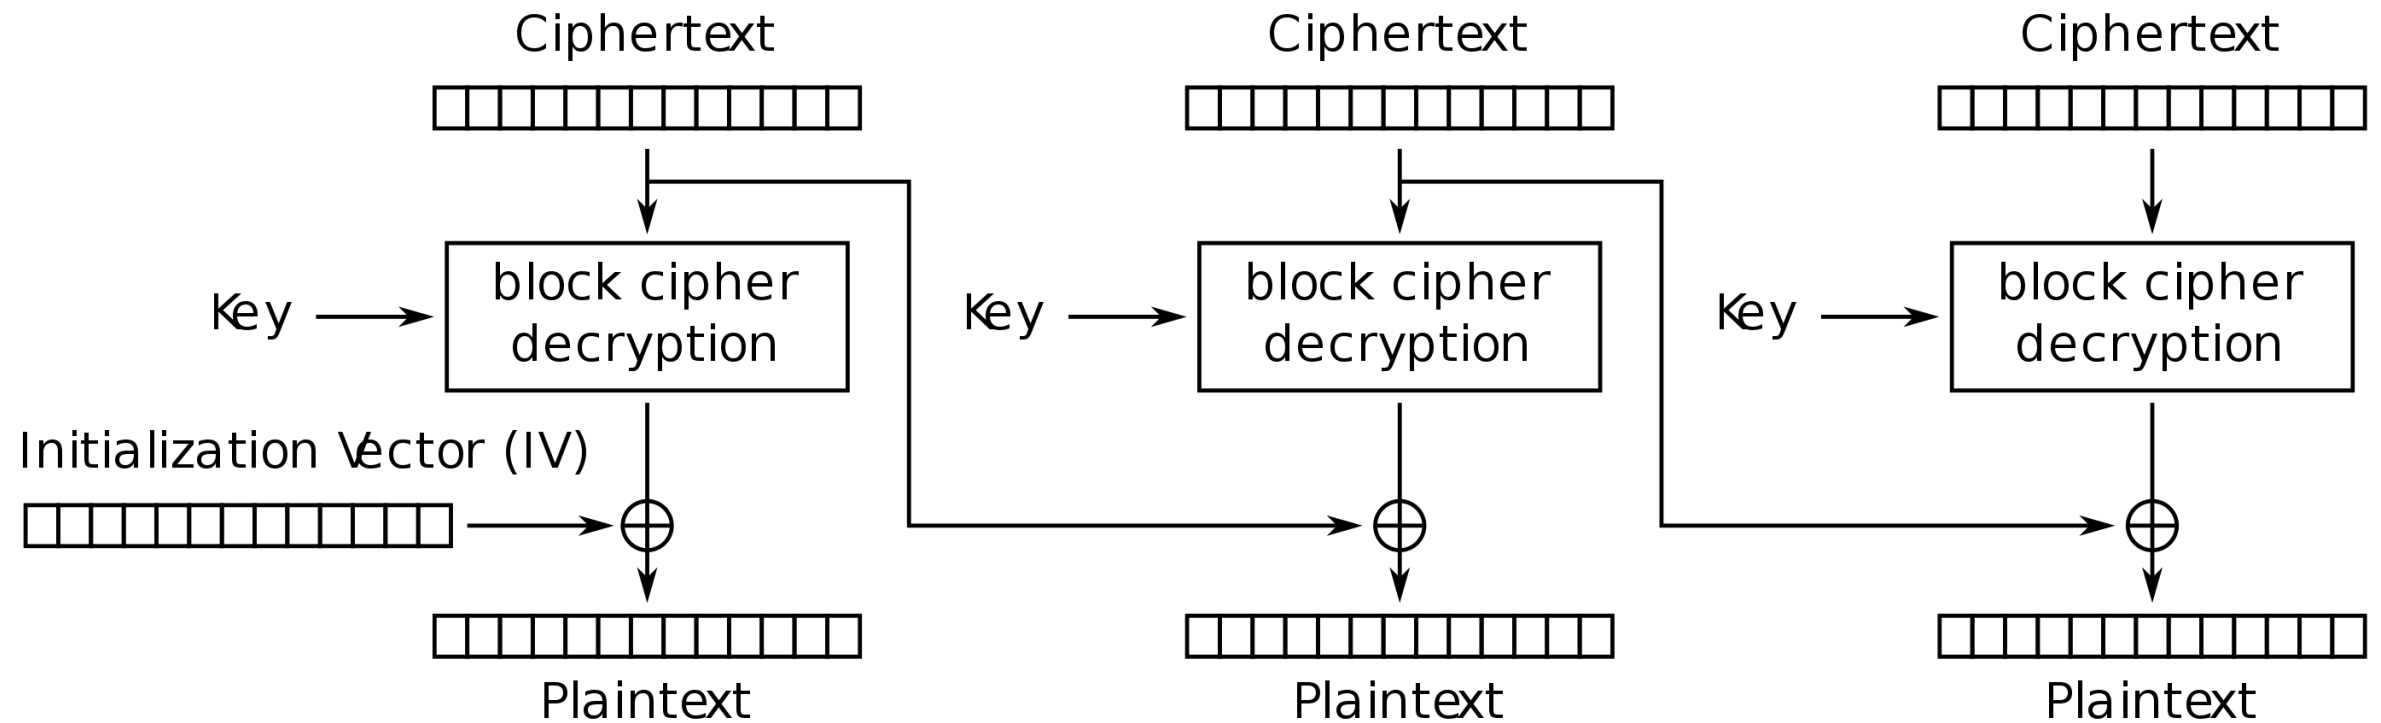 Ciphertext
Ciphertext
Ciphertext
block cipher
decryption
block cipher
decryption
block cipher
decryption
Key
Key
Key
Initialization Vector (IV)
Plaintext
Plaintext
Plaintext